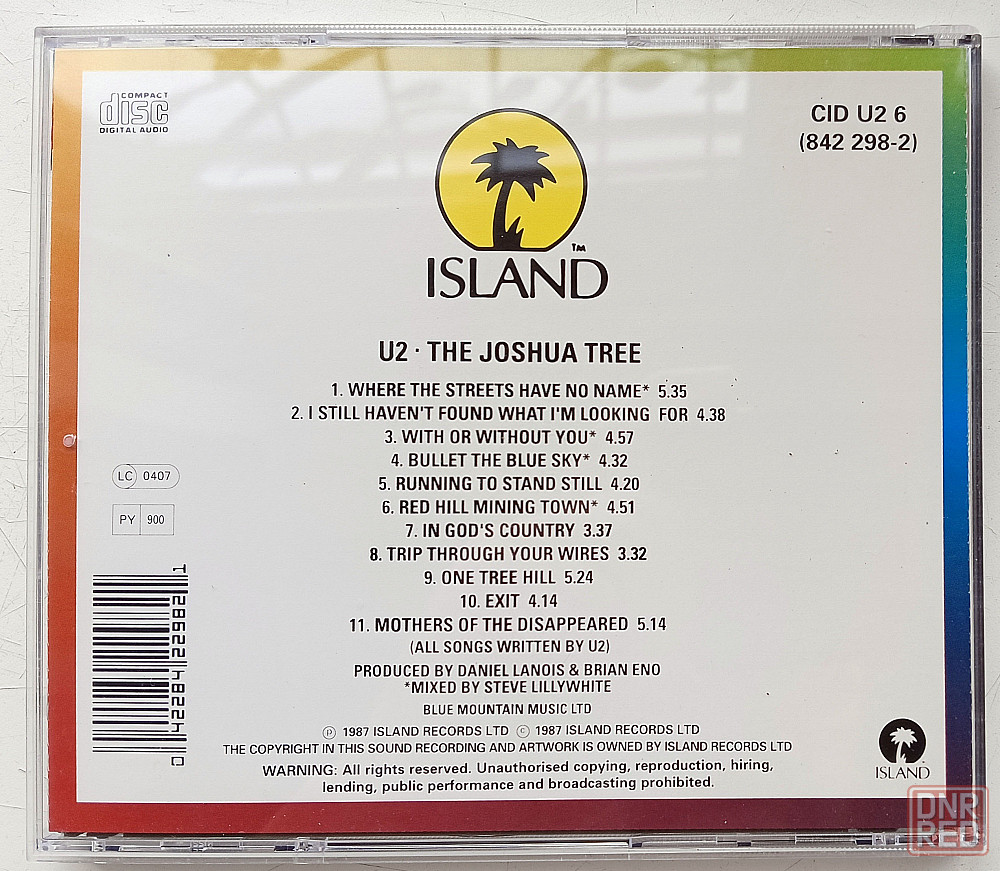 COMPACT
disc
DIGITAL AUDIO
CID U2 6
(842 298-2)
™
ISLAND
U2 · THE JOSHUA TREE
1. WHERE THE STREETS HAVE NO NAME* 5.35
2. I STILL HAVEN'T FOUND WHAT I'M LOOKING FOR 4.38
3. WITH OR WITHOUT YOU* 4.57
4. BULLET THE BLUE SKY* 4.32
5. RUNNING TO STAND STILL 4.20
6. RED HILL MINING TOWN* 4.51
7. IN GOD'S COUNTRY 3.37
8. TRIP THROUGH YOUR WIRES 3.32
9. ONE TREE HILL 5.24
10. EXIT 4.14
11. MOTHERS OF THE DISAPPEARED 5.14
(ALL SONGS WRITTEN BY U2)
PRODUCED BY DANIEL LANOIS & BRIAN ENO
*MIXED BY STEVE LILLYWHITE
BLUE MOUNTAIN MUSIC LTD
℗ 1987 ISLAND RECORDS LTD © 1987 ISLAND RECORDS LTD
THE COPYRIGHT IN THIS SOUND RECORDING AND ARTWORK IS OWNED BY ISLAND RECORDS LTD
WARNING: All rights reserved. Unauthorised copying, reproduction, hiring,
lending, public performance and broadcasting prohibited.
LC 0407
PY 900
1 28622 48224 0
ISLAND
DNR
RED